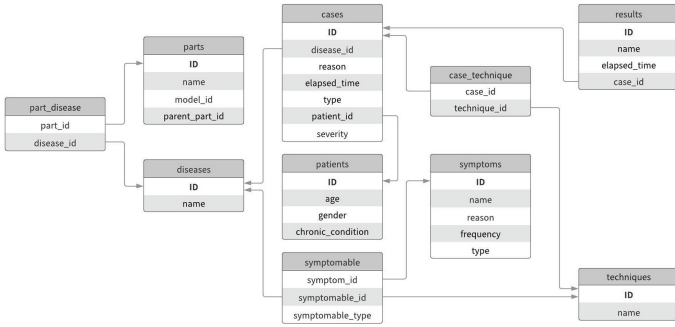 part_disease
part_id
disease_id
parts
ID
name
model_id
parent_part_id
diseases
ID
name
cases
ID
disease_id
reason
elapsed_time
type
patient_id
severity
patients
ID
age
gender
chronic_condition
symptomable
symptom_id
symptomable_id
symptomable_type
case_technique
case_id
technique_id
symptoms
ID
name
reason
frequency
type
results
ID
name
elapsed_time
case_id
techniques
ID
name